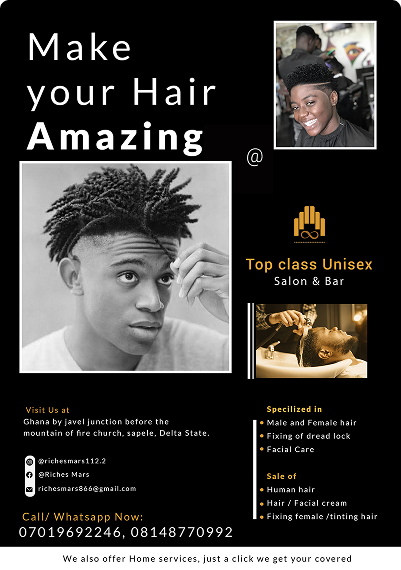 Make
your Hair
Amazing
@
Top class Unisex
Salon & Bar
Visit Us at
Ghana by javel junction before the
mountain of fire church, sapele, Delta State.
@richesmars112.2
@Riches Mars
richesmars866@gmail.com
Call/ Whatsapp Now:
07019692246, 08148770992
Specilized in
Male and Female hair
Fixing of dread lock
Facial Care
Sale of
Human hair
Hair / Facial cream
Fixing female /tinting hair
We also offer Home services, just a click we get your covered